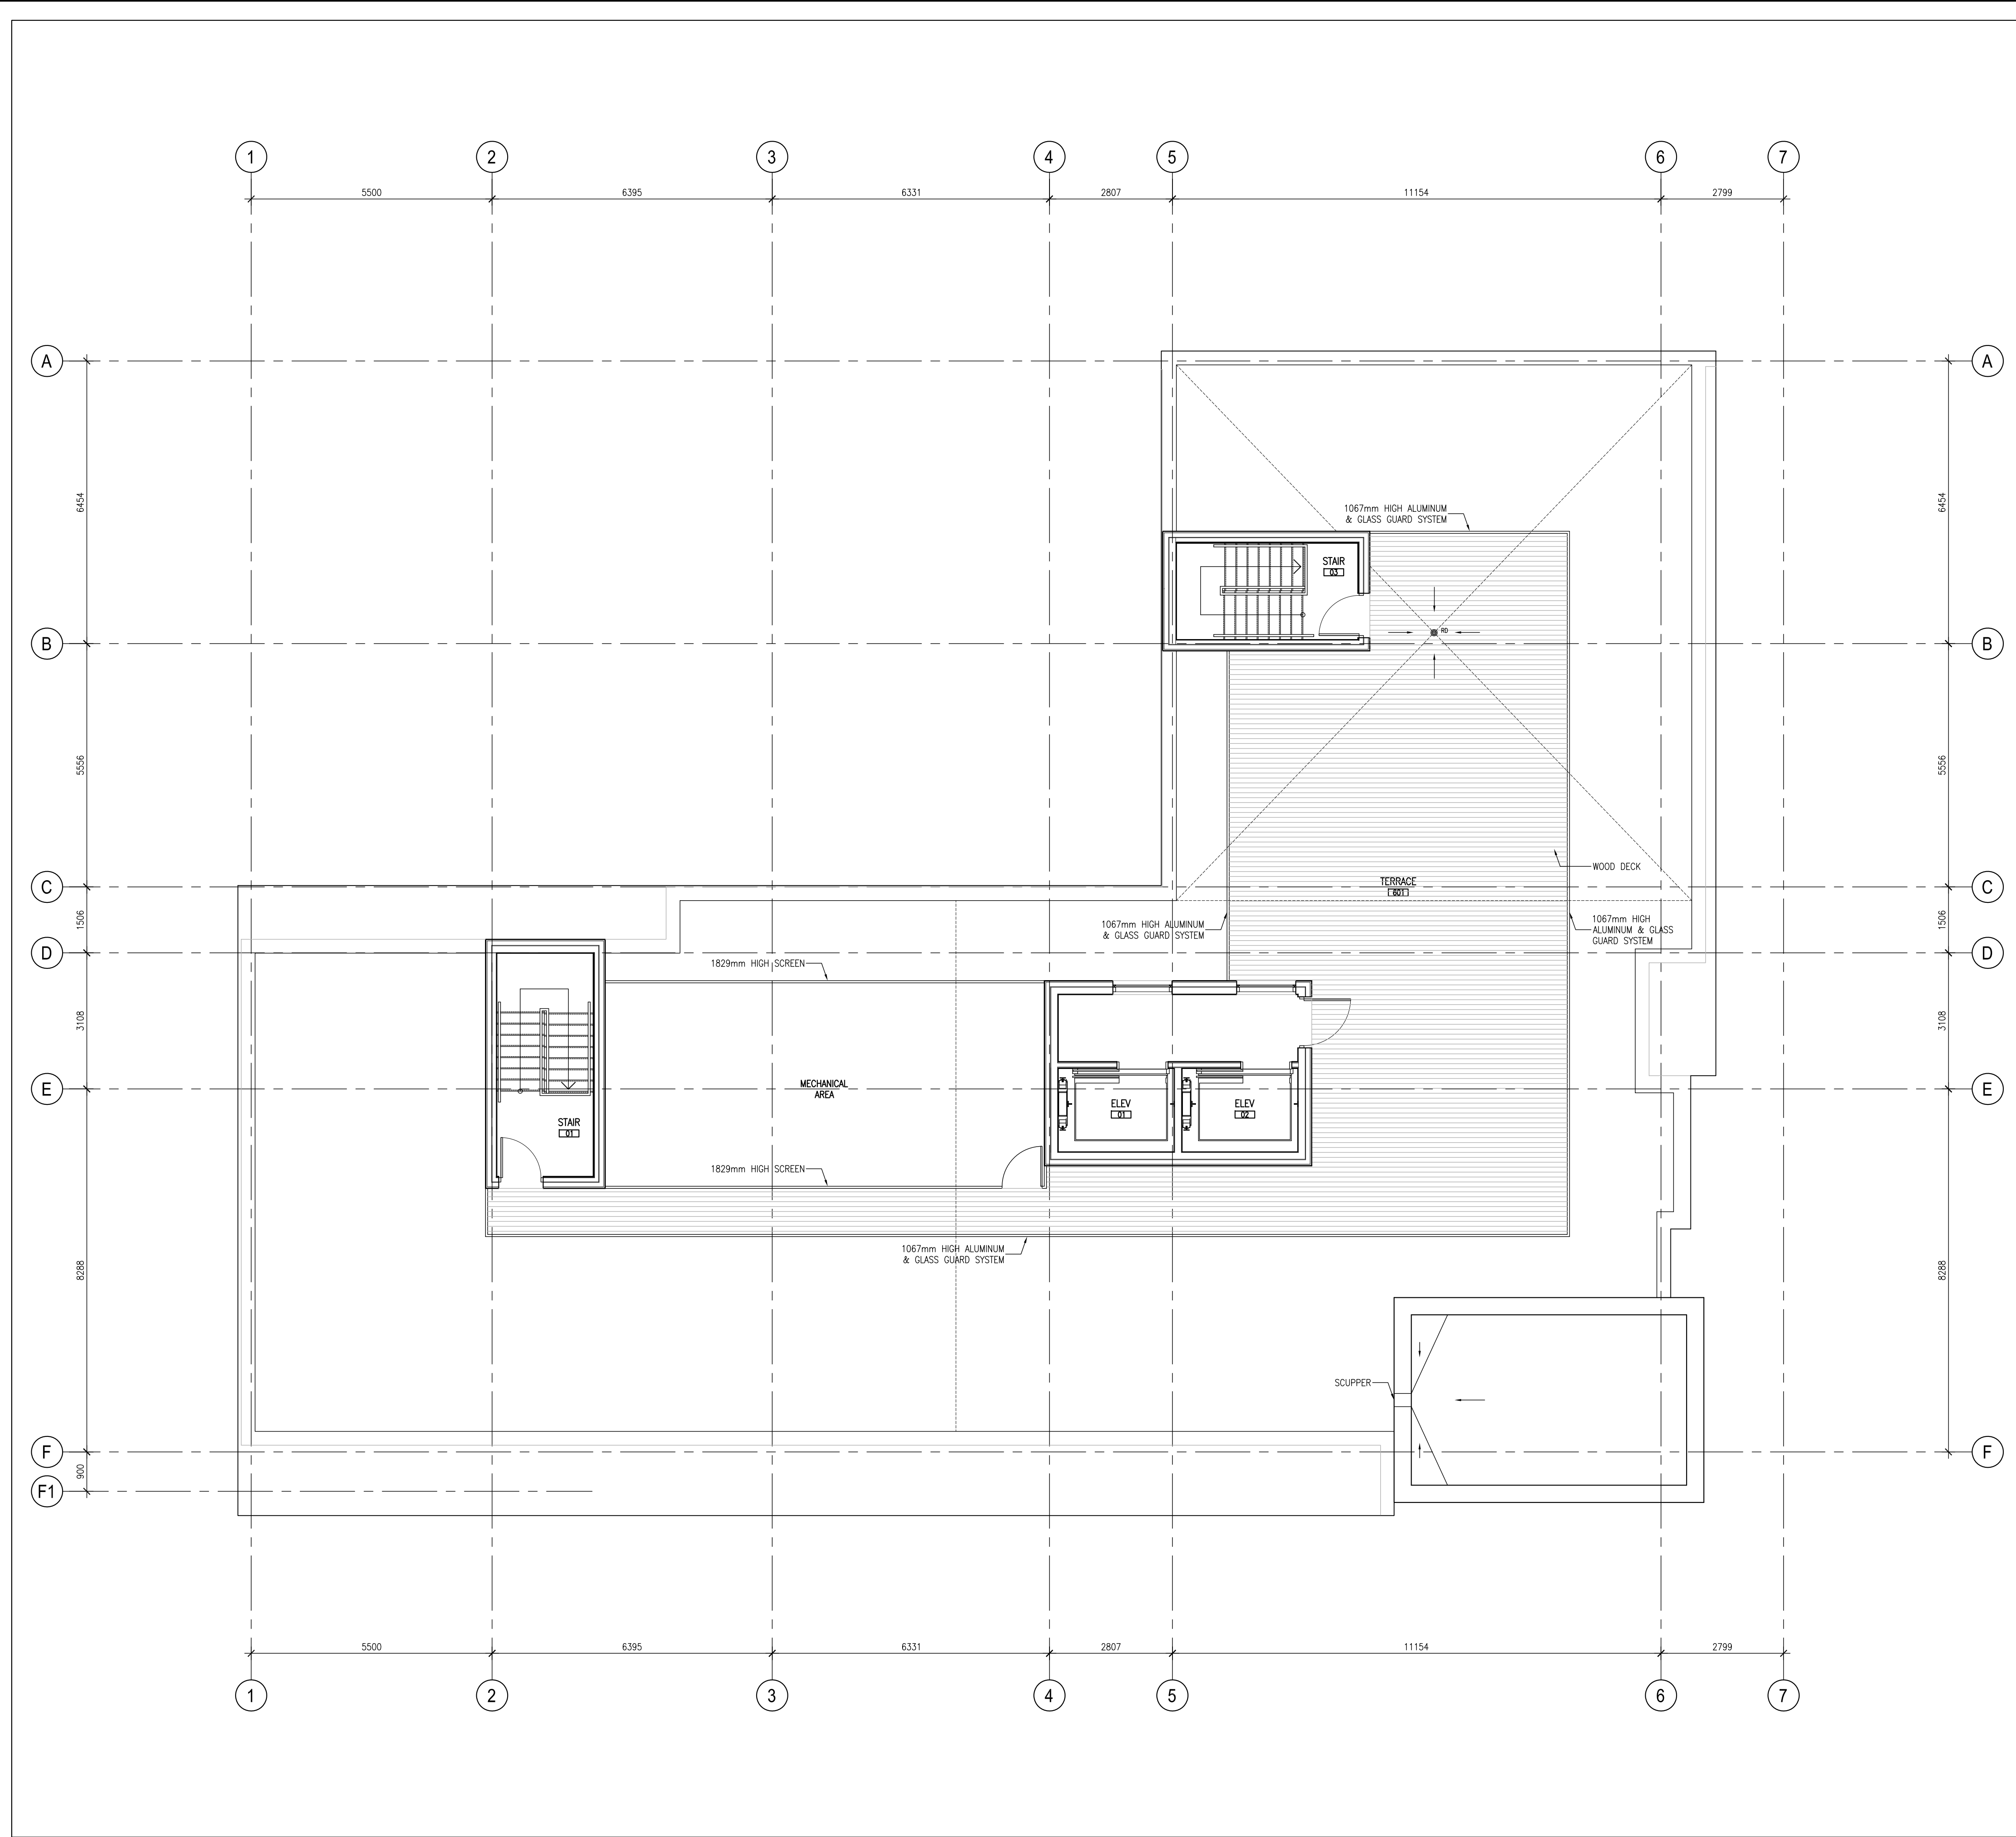 1 2 3 4 5 6 7
5500 6395 6331 2807 11154 2799
A A
6454 6454
1067mm HIGH ALUMINUM
& GLASS GUARD SYSTEM
STAIR
03
RD
B B
5556 5556
WOOD DECK
TERRACE
601
C C
1506 1506
1067mm HIGH ALUMINUM
& GLASS GUARD SYSTEM
1067mm HIGH
ALUMINUM & GLASS
GUARD SYSTEM
D D
1829mm HIGH SCREEN
3108 3108
MECHANICAL
AREA
E E
ELEV
01
ELEV
02
STAIR
01
1829mm HIGH SCREEN
1067mm HIGH ALUMINUM
& GLASS GUARD SYSTEM
8288 8288
SCUPPER
F F
900
F1
5500 6395 6331 2807 11154 2799
1 2 3 4 5 6 7